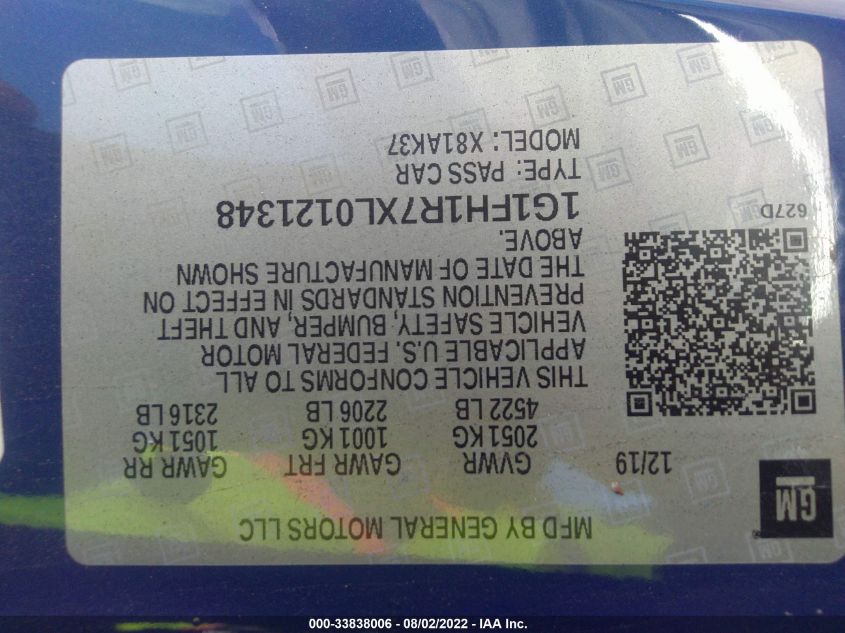 GM
MFD BY GENERAL MOTORS LLC
12/19 GVWR GAWR FRT GAWR RR
2051 KG 1001 KG 1051 KG
4522 LB 2206 LB 2316 LB
THIS VEHICLE CONFORMS TO ALL
APPLICABLE U.S. FEDERAL MOTOR
VEHICLE SAFETY, BUMPER, AND THEFT
PREVENTION STANDARDS IN EFFECT ON
THE DATE OF MANUFACTURE SHOWN
ABOVE.
627D
1G1FH1R7XL0121348
TYPE: PASS CAR
MODEL: X81AK37
000-33838006 - 08/02/2022 - IAA Inc.